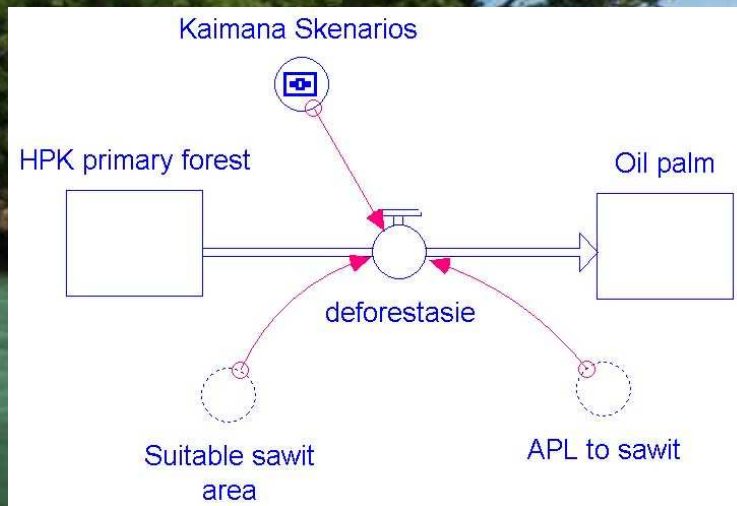 Kaimana Skenarios
HPK primary forest
Oil palm
deforestasie
Suitable sawit
area
APL to sawit